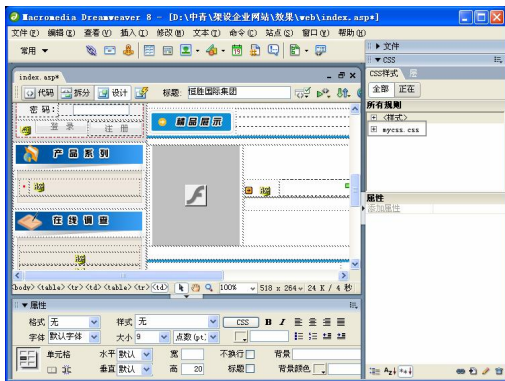 Macromedia Dreamweaver 8 - [D:\中青\架设企业网站\效果\web\index.asp*]
文件(F) 编辑(E) 查看(V) 插入(I) 修改(M) 文本(T) 命令(C) 站点(S) 窗口(W) 帮助(H)
常用
文件
CSS
index.asp*
CSS样式 层
代码 拆分 设计 标题: 恒胜国际集团
全部 正在
密 码:
所有规则
精品展示
<样式>
登 录 注 册
mycss.css
产品系列
属性
添加属性
在线调查
<body> <table> <tr> <td> <table> <tr> <td> 100% 518 x 264 24 K / 4 秒
属性
格式 无 样式 无 CSS B I
字体 默认字体 大小 9 点数(pt)
单元格 水平 默认 宽 不换行 背景
垂直 默认 高 20 标题 背景颜色